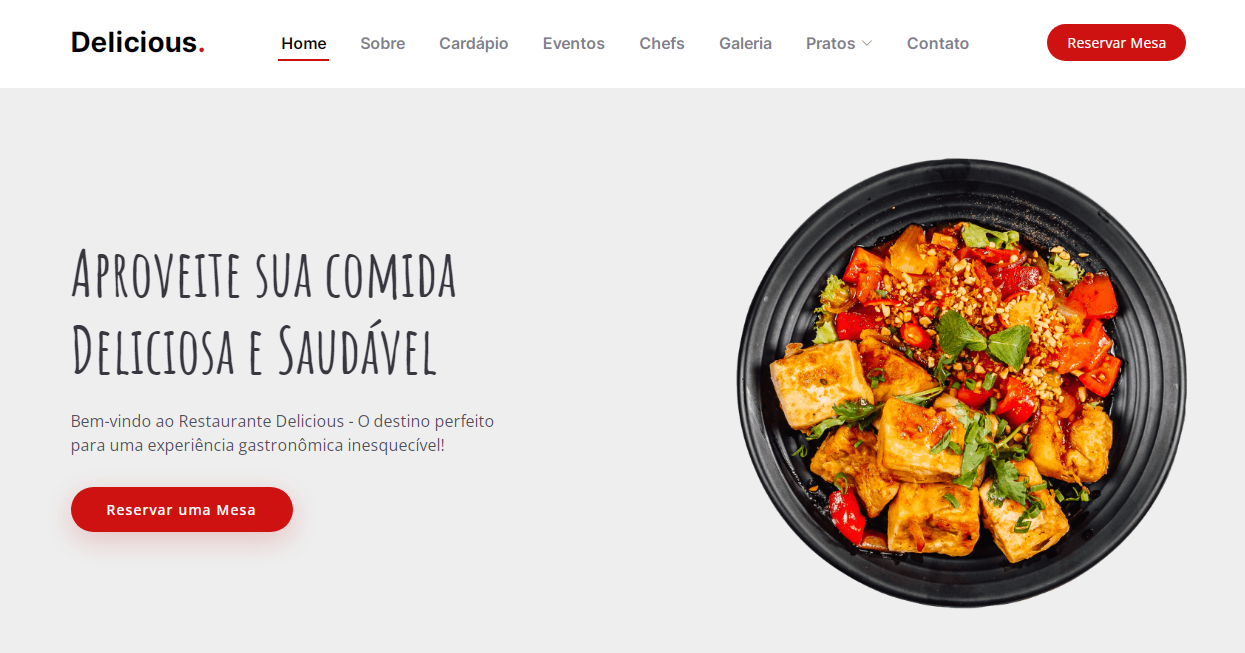 Delicious.
Home
Sobre
Cardápio
Eventos
Chefs
Galeria
Pratos
Contato
Reservar Mesa
Aproveite sua comida
Deliciosa e Saudável
Bem-vindo ao Restaurante Delicious - O destino perfeito
para uma experiência gastronômica inesquecível!
Reservar uma Mesa